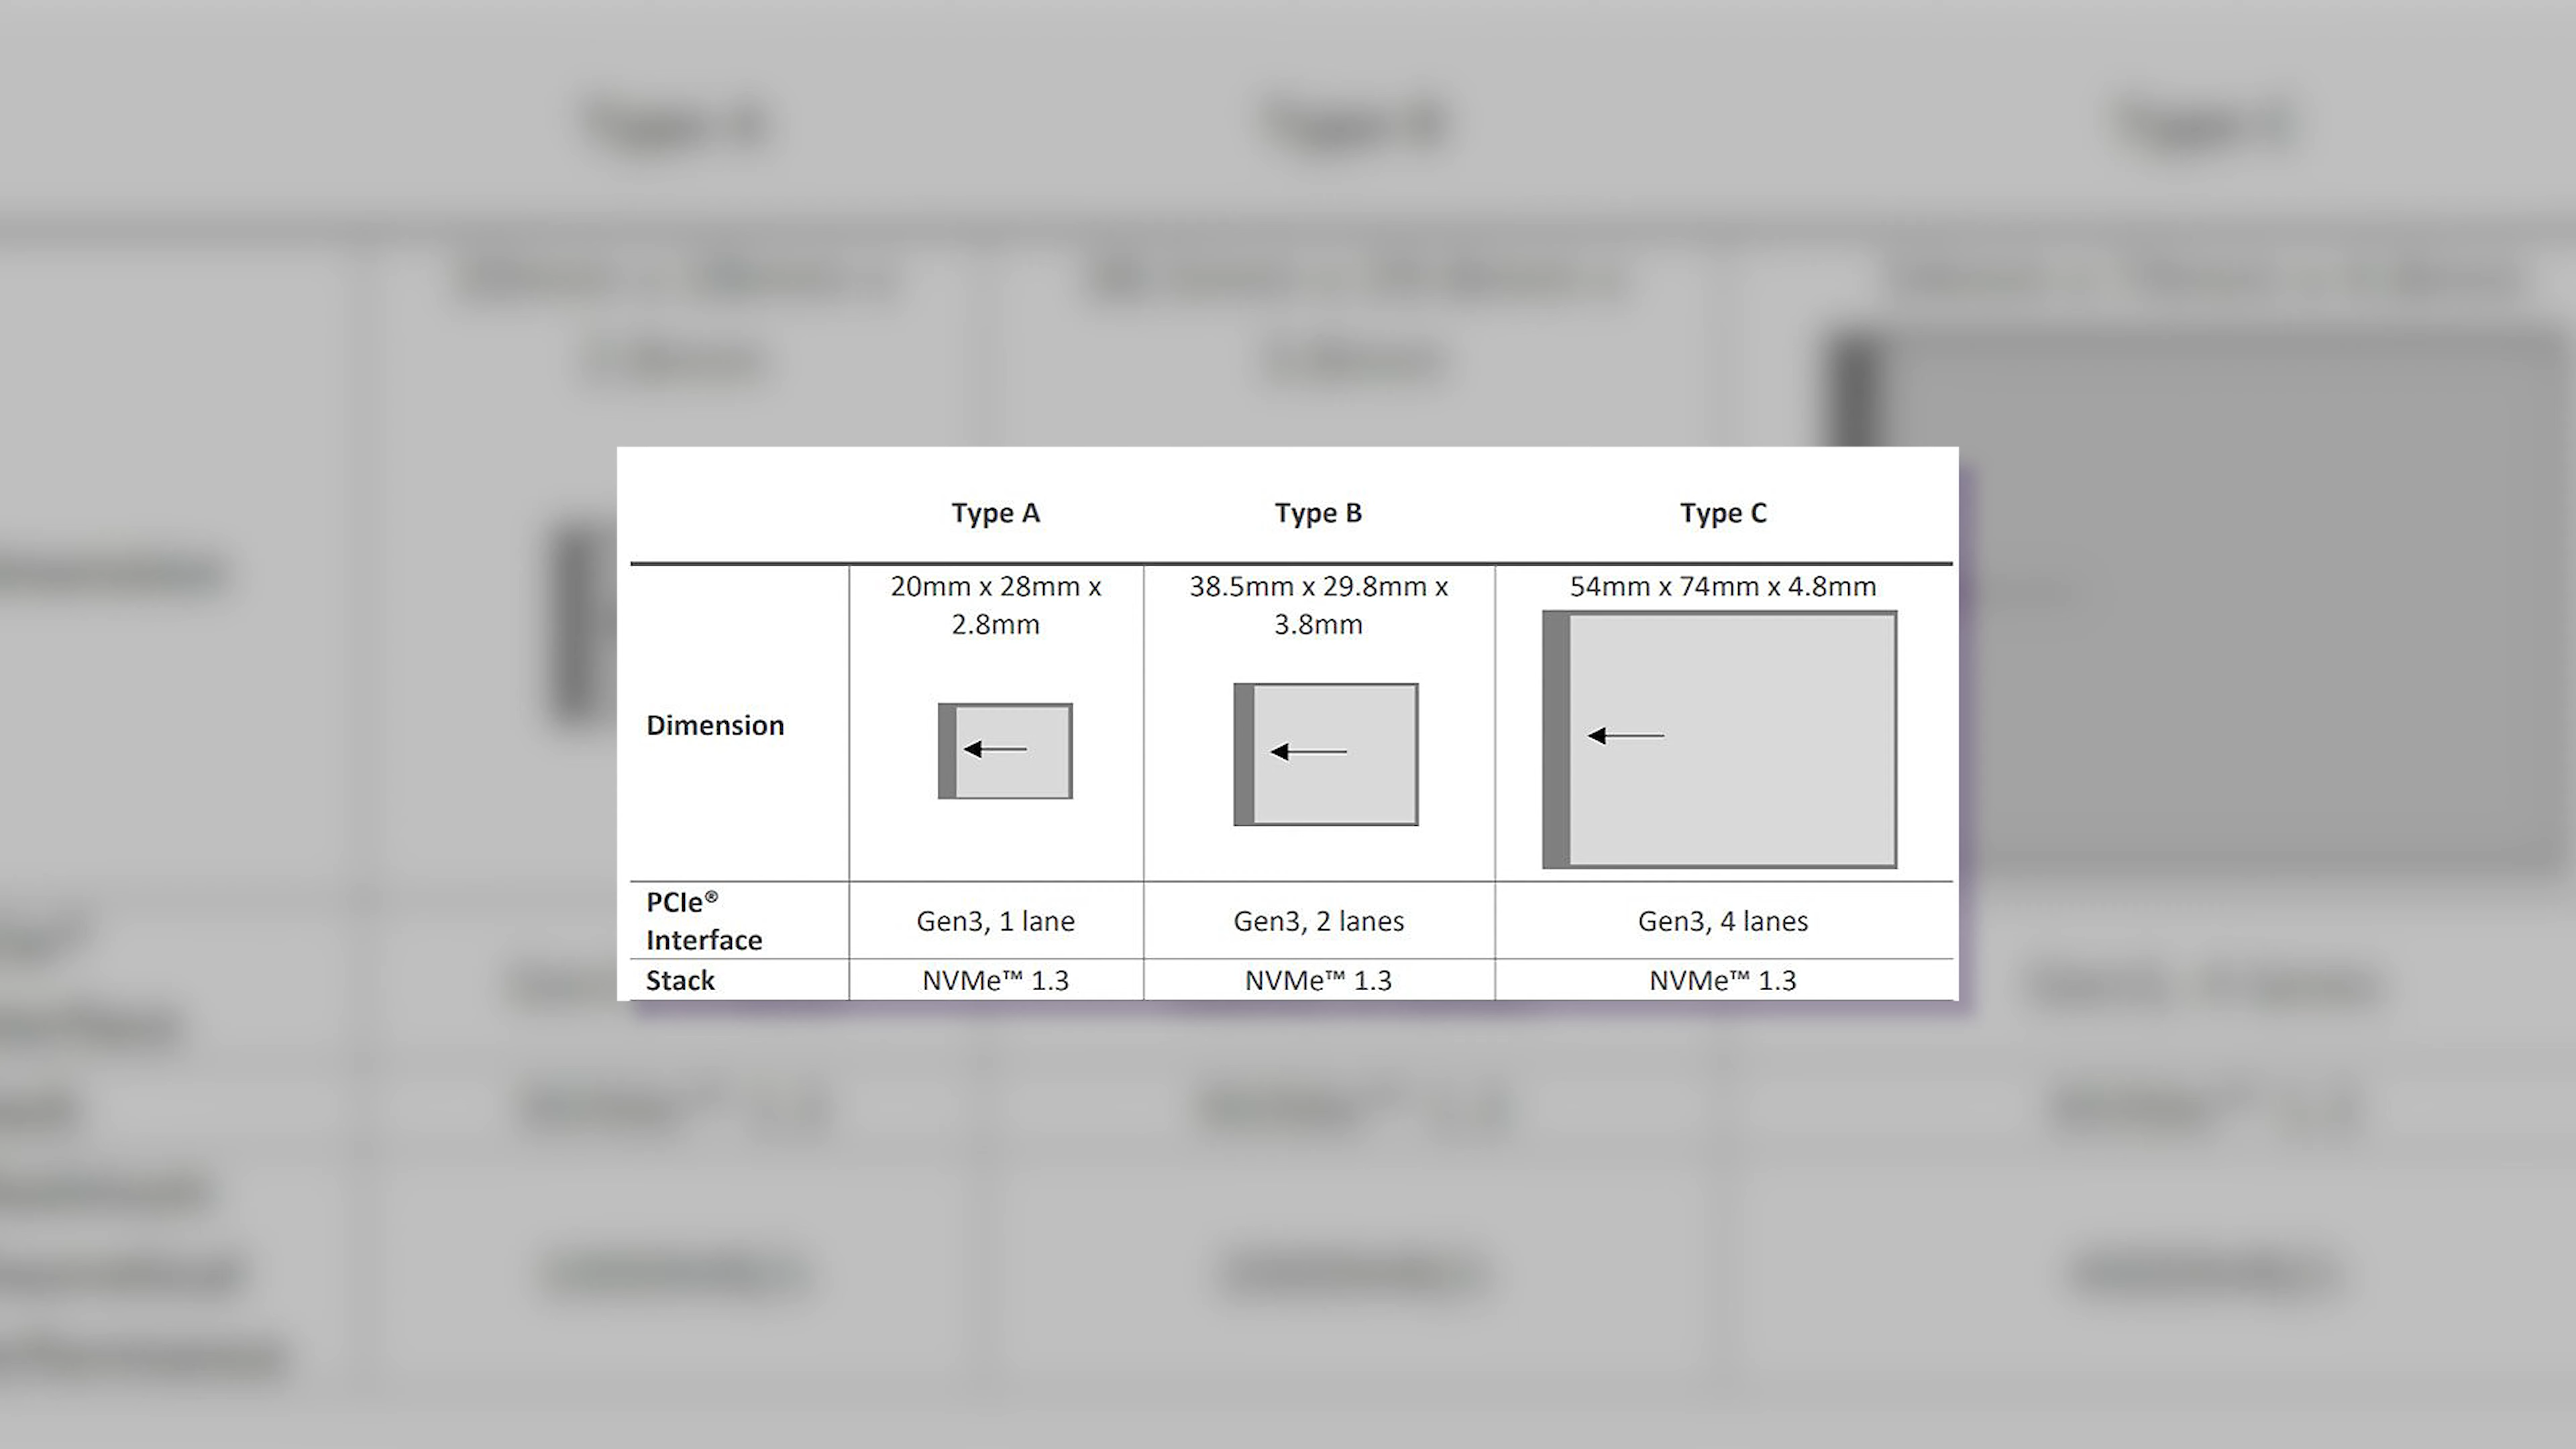 Type A Type B Type C
20mm x 28mm x 38.5mm x 29.8mm x 54mm x 74mm x 4.8mm
2.8mm 3.8mm
Dimension
PCIe®
Interface Gen3, 1 lane Gen3, 2 lanes Gen3, 4 lanes
Stack NVMe™ 1.3 NVMe™ 1.3 NVMe™ 1.3